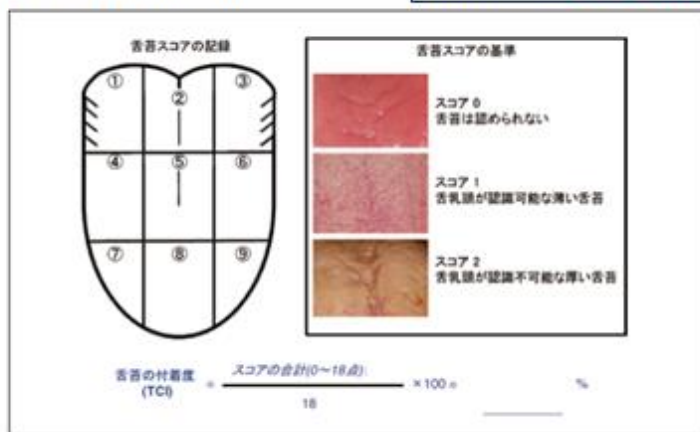 舌苔スコアの記録
① ② ③
④ ⑤ ⑥
⑦ ⑧ ⑨
舌苔スコアの基準
スコア 0
舌苔は認められない
スコア 1
舌乳頭が認識可能な薄い舌苔
スコア 2
舌乳頭が認識不可能な厚い舌苔
舌苔の付着度
(TCI)
=
スコアの合計(0～18点):
18
×100 =
%